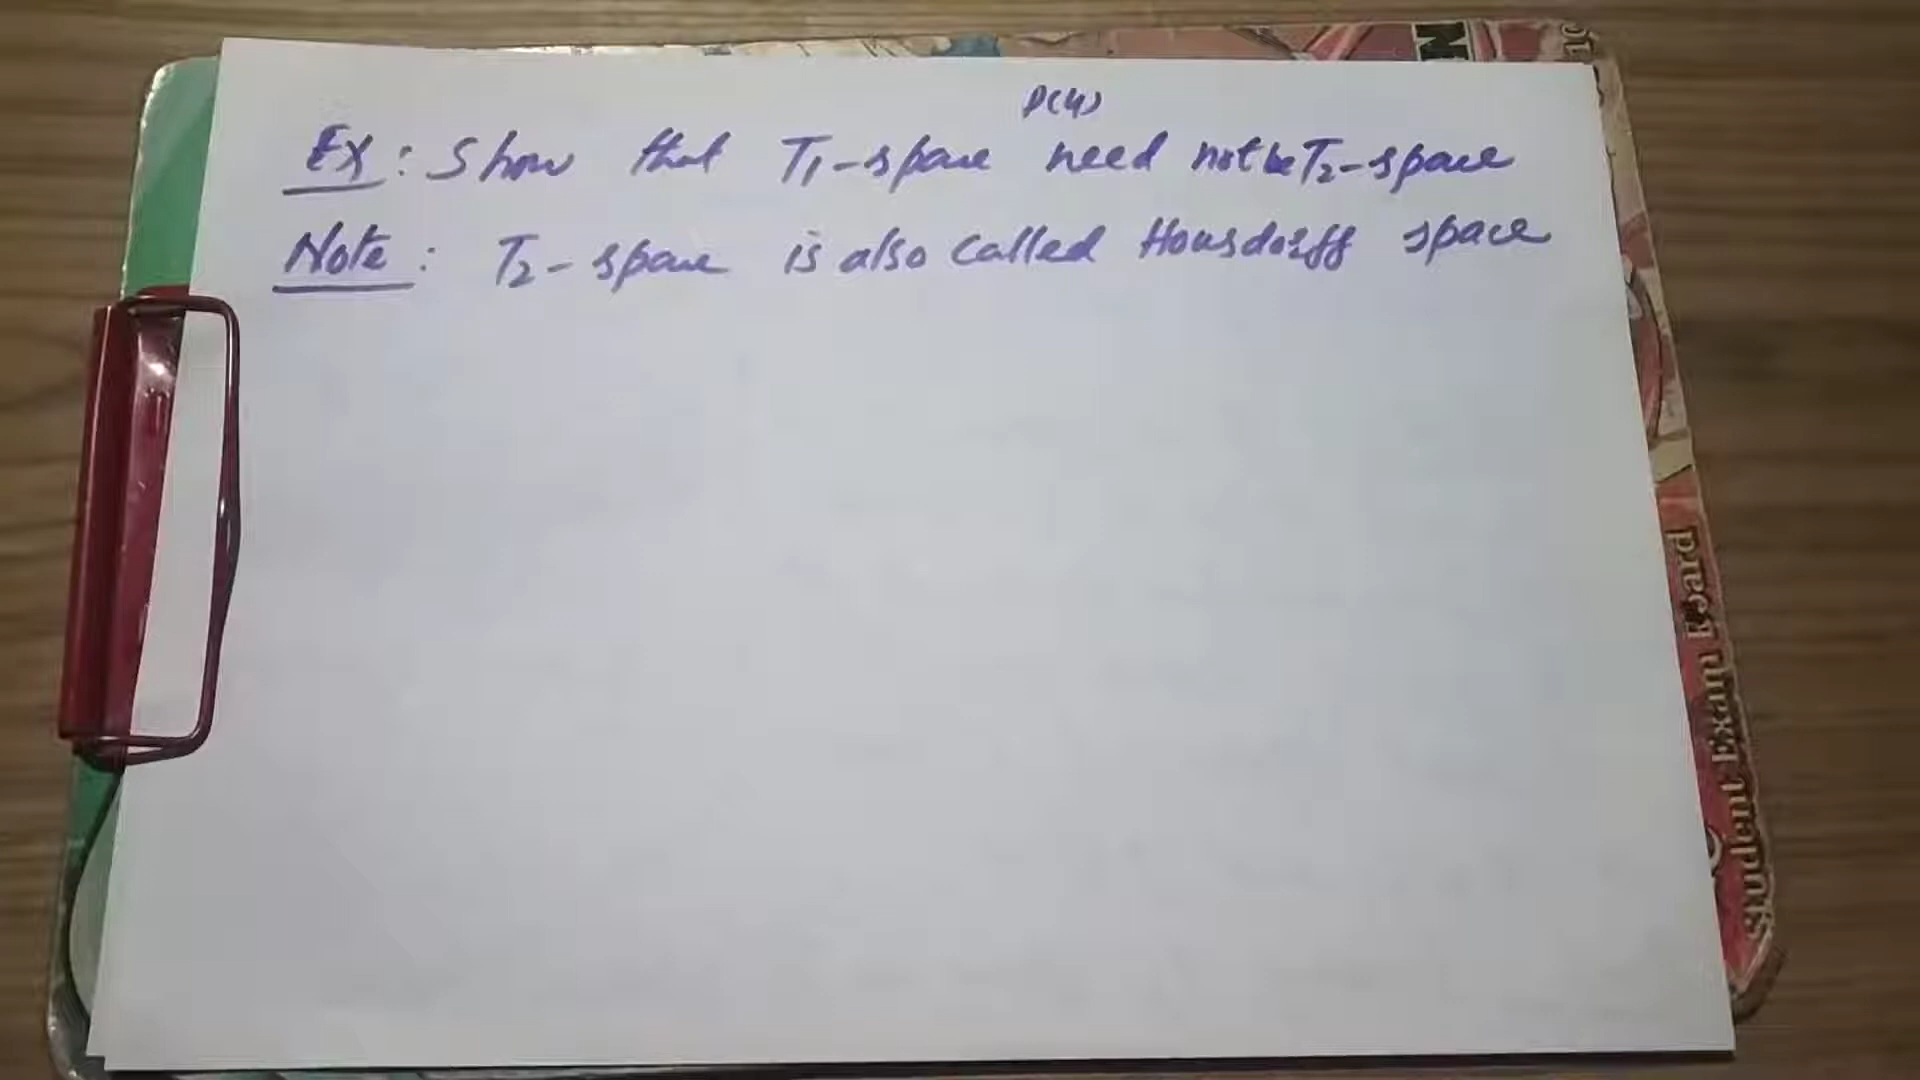 P(4)
Ex: Show that T1-space need not be T2-space
Note: T2-space is also called Housdorff space
Student Exam Board